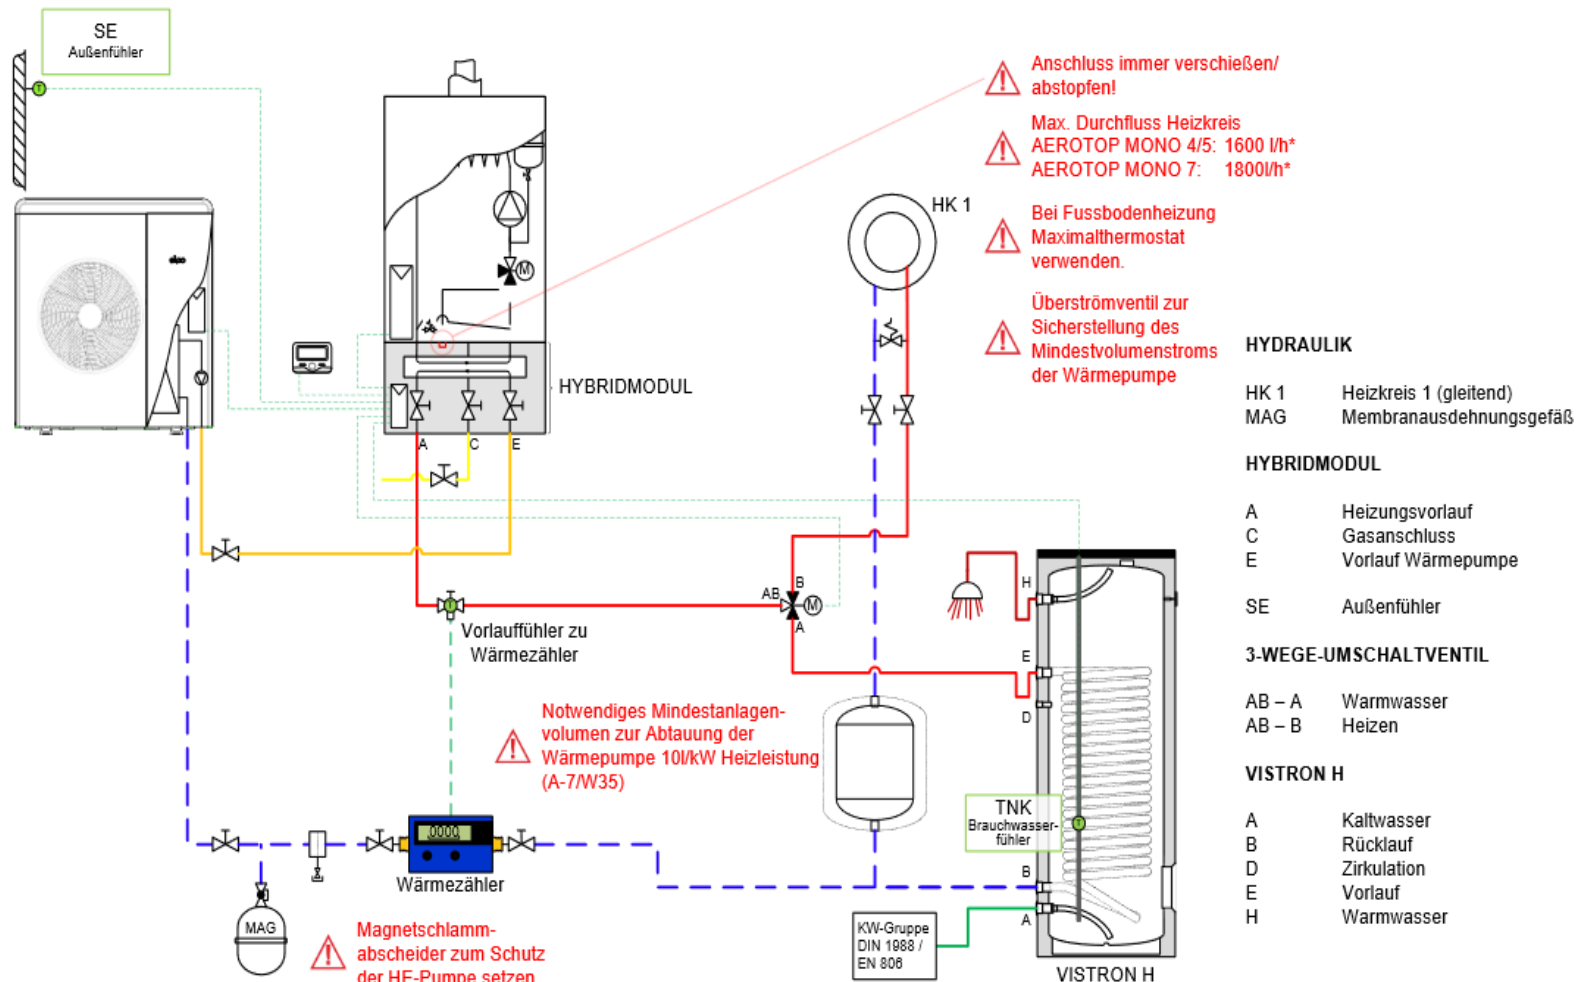 SE
Außenfühler
T
elco
M
HYBRIDMODUL
A
C
E
HK 1
Anschluss immer verschießen/
abstopfen!
Max. Durchfluss Heizkreis
AEROTOP MONO 4/5: 1600 l/h*
AEROTOP MONO 7: 1800l/h*
Bei Fussbodenheizung
Maximalthermostat
verwenden.
Überströmventil zur
Sicherstellung des
Mindestvolumenstroms
der Wärmepumpe
T
Vorlauffühler zu
Wärmezähler
B
AB
M
A
Notwendiges Mindestanlagen-
volumen zur Abtauung der
Wärmepumpe 10l/kW Heizleistung
(A-7/W35)
0000
Wärmezähler
MAG
Magnetschlamm-
abscheider zum Schutz
der HE-Pumpe setzen
H
E
D
TNK
Brauchwasser-
fühler
T
B
A
KW-Gruppe
DIN 1988 /
EN 806
VISTRON H
HYDRAULIK
HK 1 Heizkreis 1 (gleitend)
MAG Membranausdehnungsgefäß
HYBRIDMODUL
A Heizungsvorlauf
C Gasanschluss
E Vorlauf Wärmepumpe
SE Außenfühler
3-WEGE-UMSCHALTVENTIL
AB – A Warmwasser
AB – B Heizen
VISTRON H
A Kaltwasser
B Rücklauf
D Zirkulation
E Vorlauf
H Warmwasser